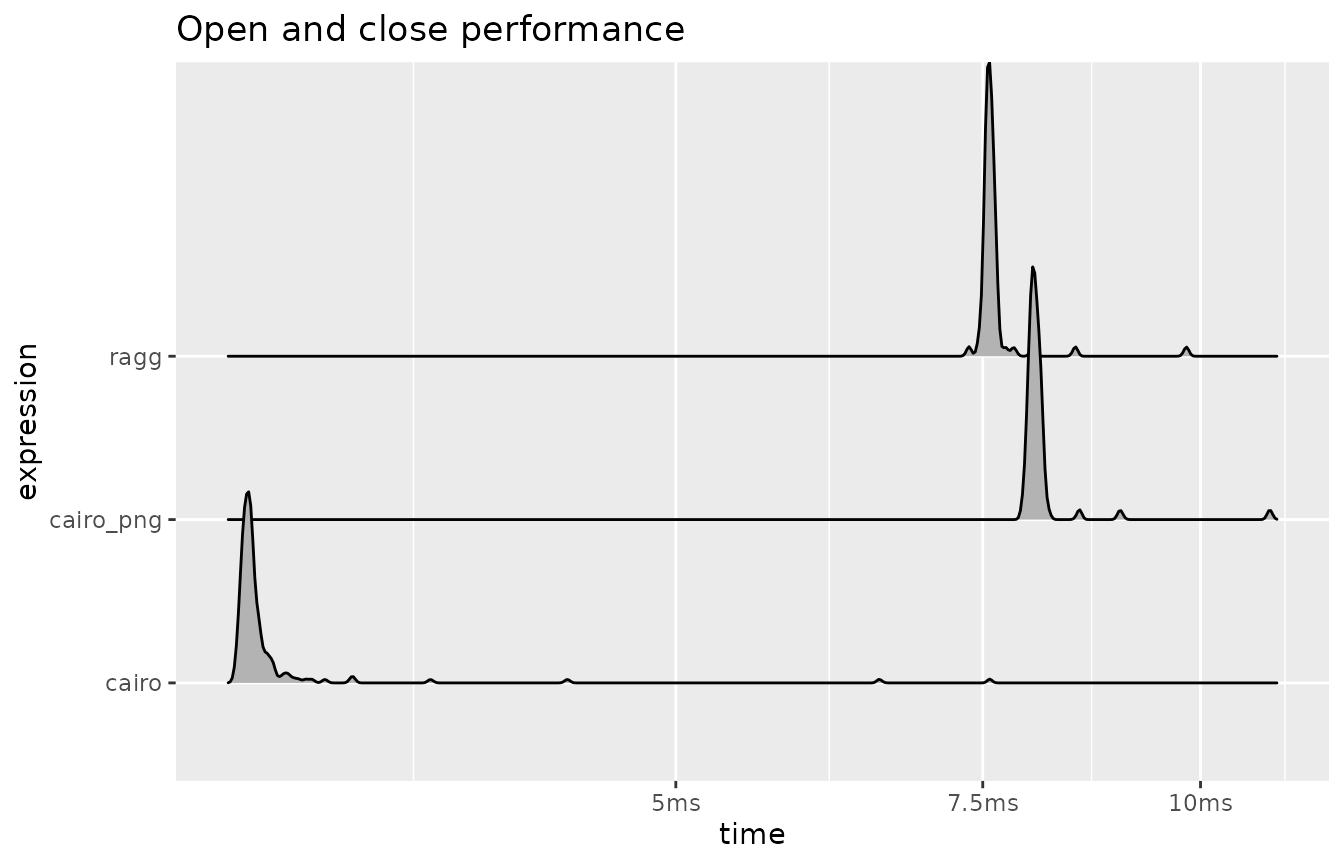 Open and close performance
expression
ragg
cairo_png
cairo
5ms
7.5ms
10ms
time